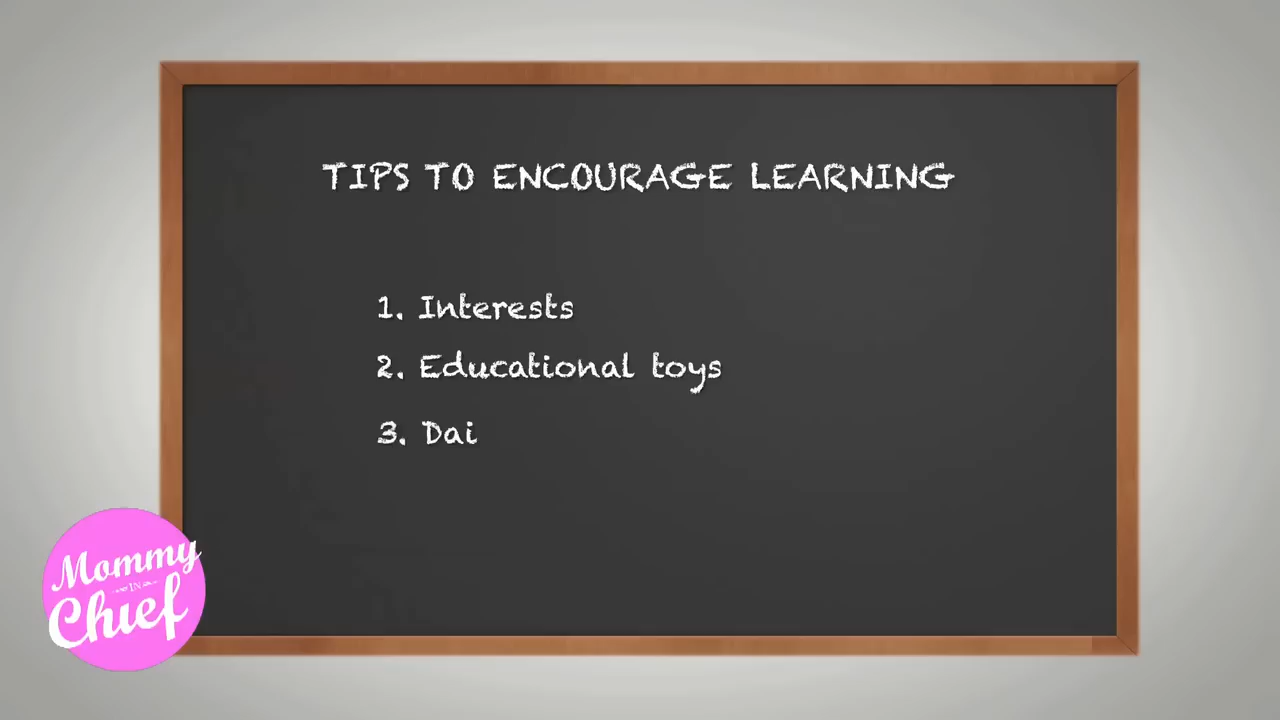 TIPS TO ENCOURAGE LEARNING
1. Interests
2. Educational toys
3. Dai
Mommy
IN
Chief